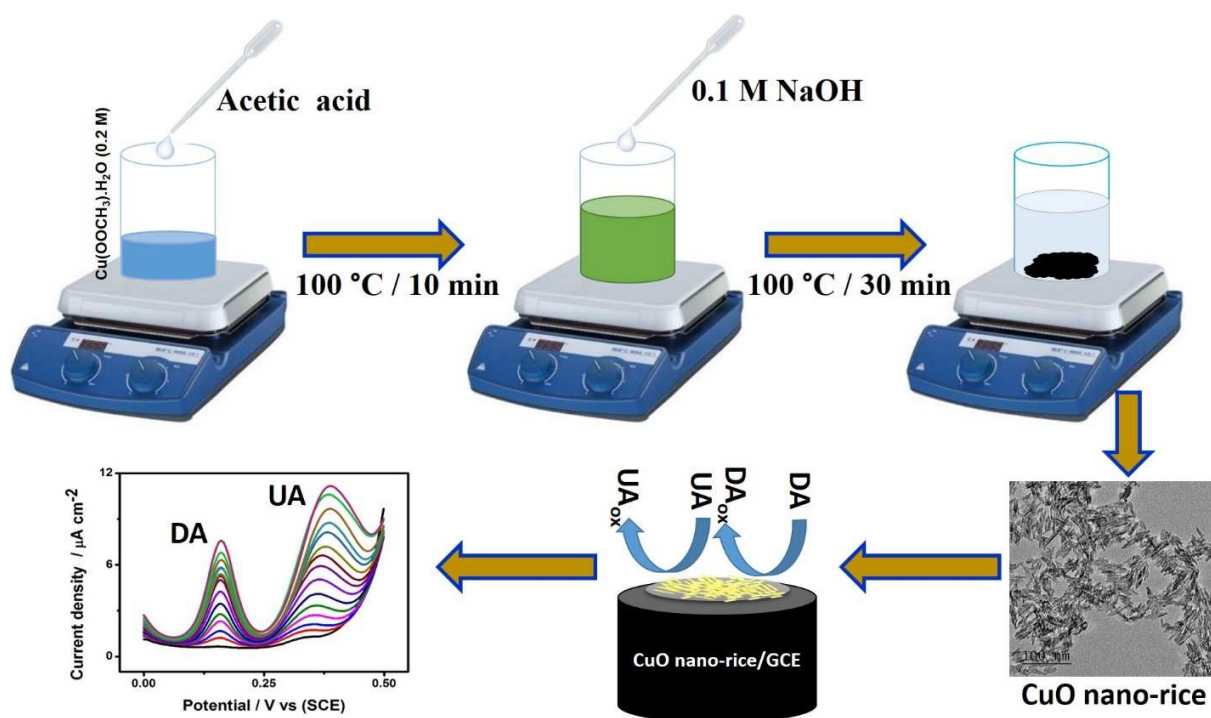 Acetic acid
0.1 M NaOH
Cu(OOCH₃).H₂O (0.2 M)
100 °C / 10 min
100 °C / 30 min
12
9
6
3
0
Current density / µA cm⁻²
DA
UA
0.00
0.25
0.50
Potential / V vs (SCE)
UAₒₓ
UA
DAₒₓ
DA
CuO nano-rice/GCE
100 nm
CuO nano-rice